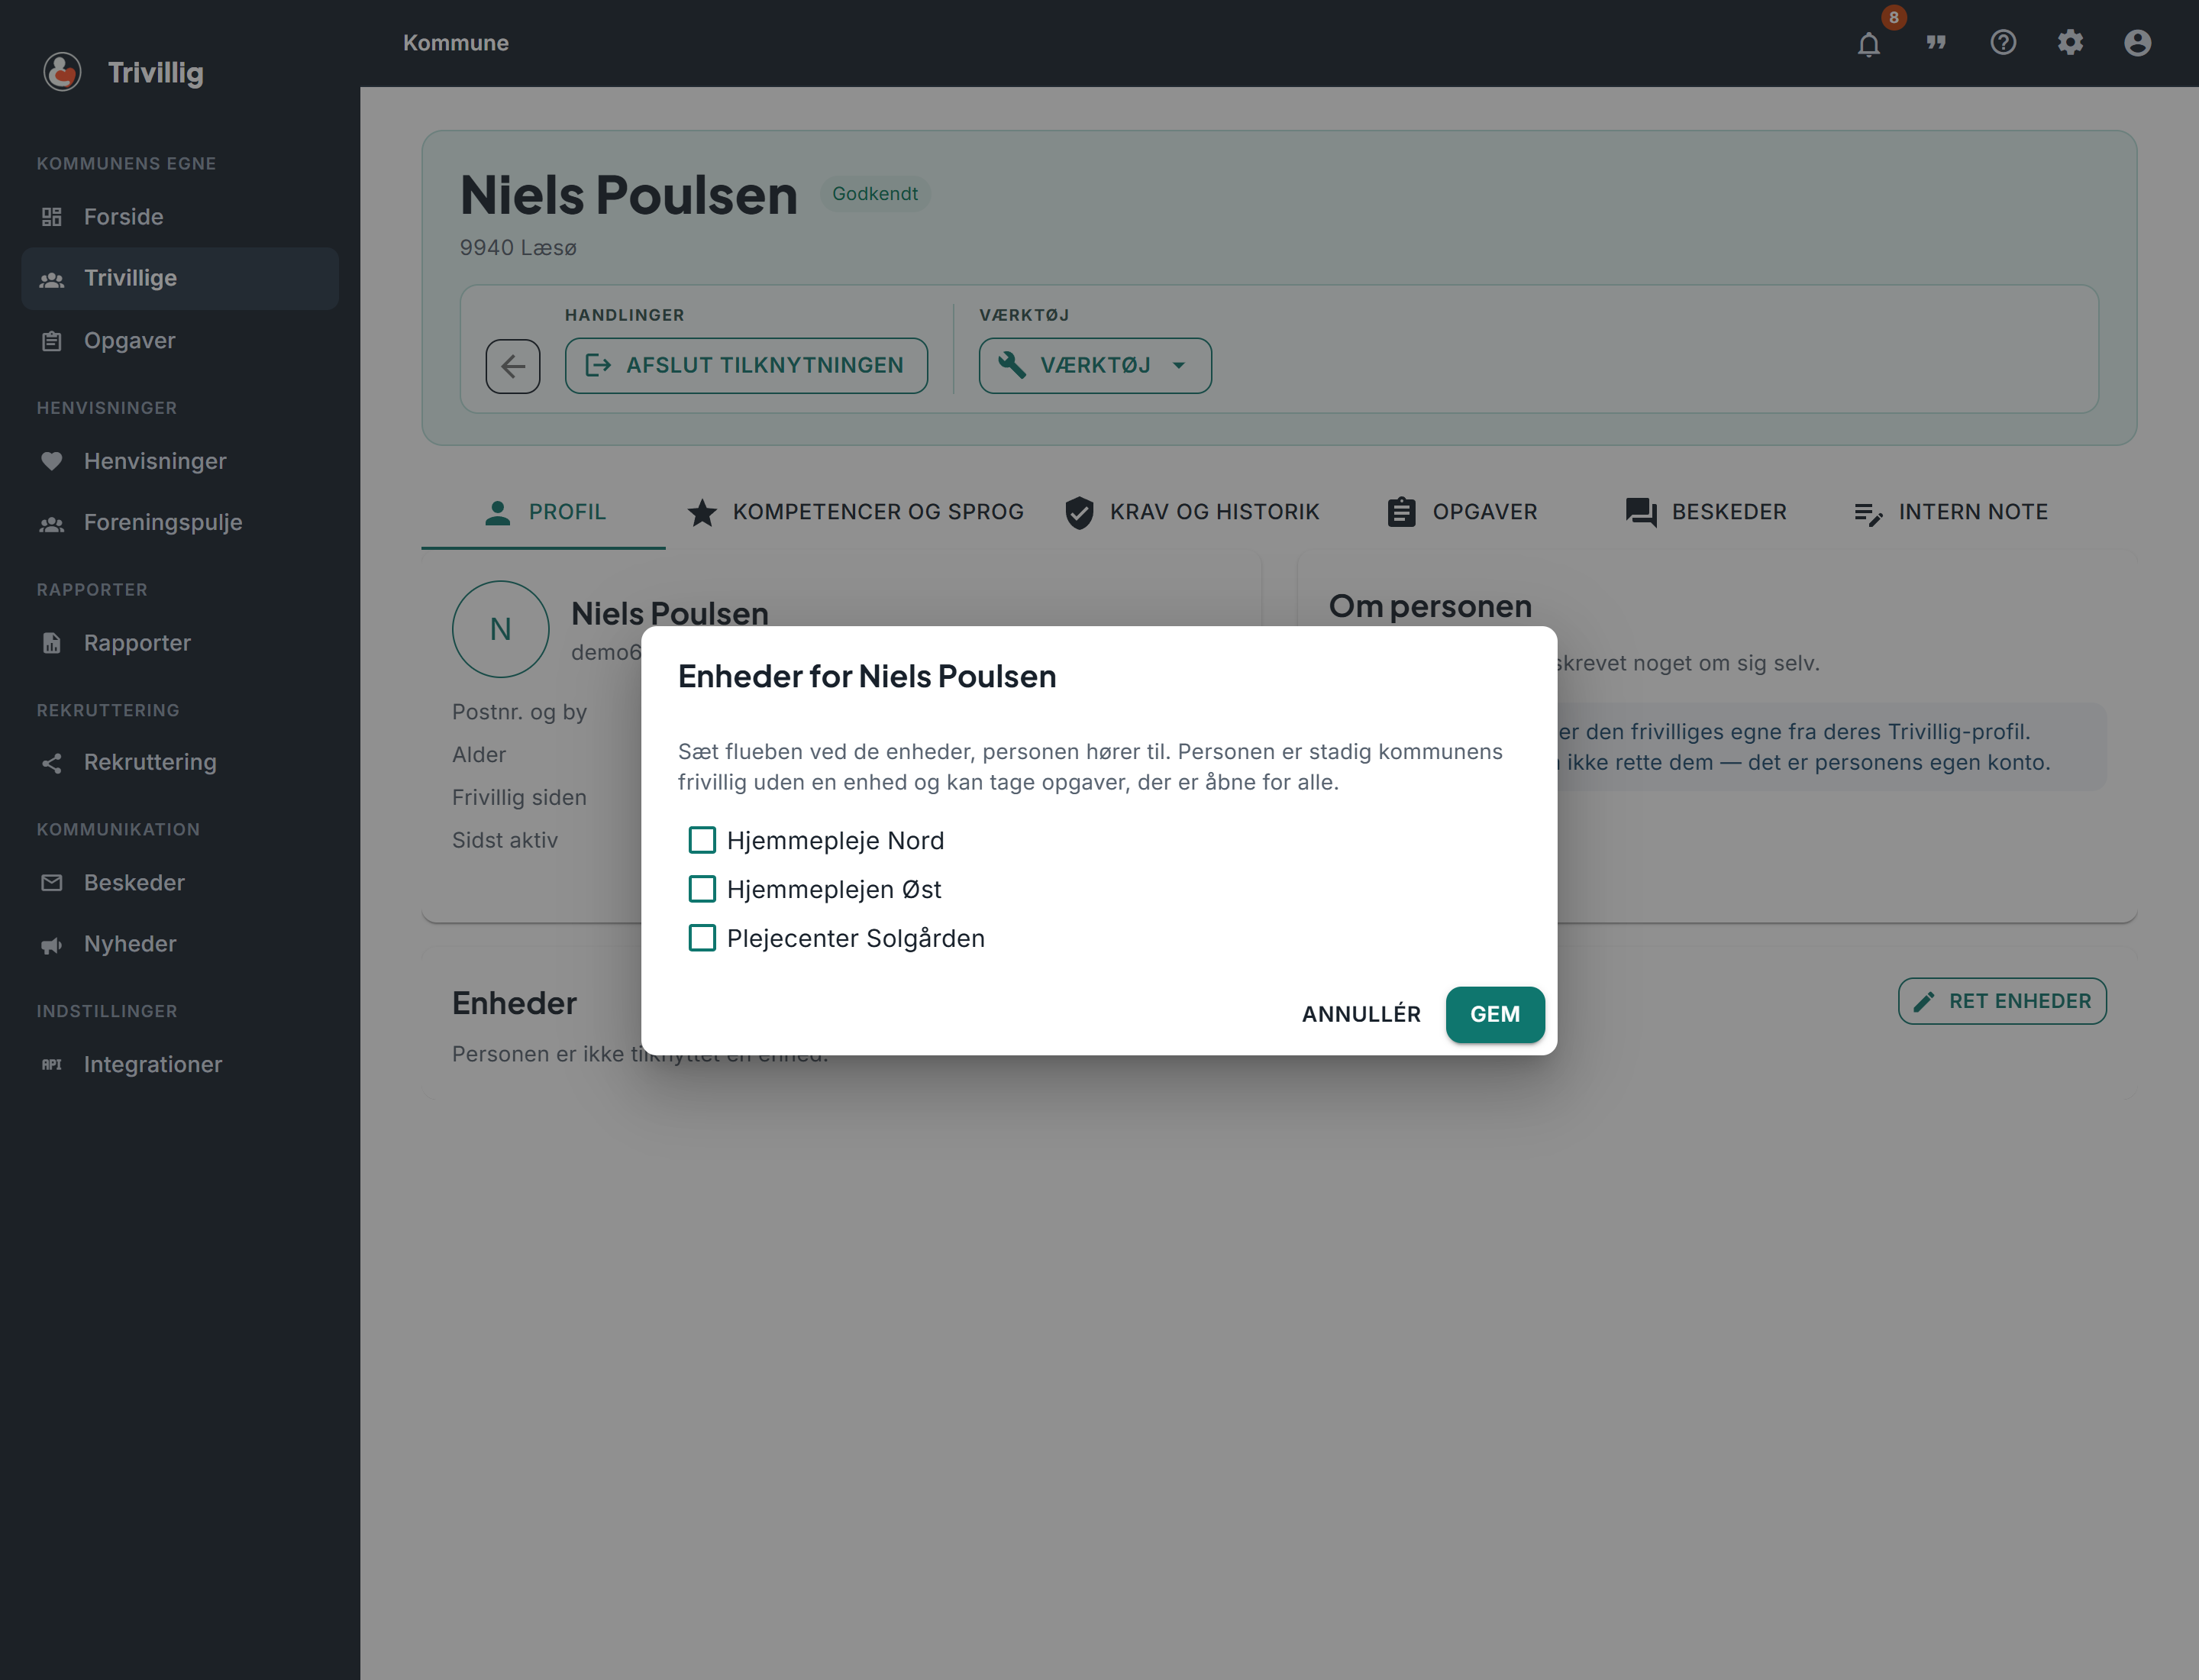 Trivillig
Kommune
8
KOMMUNENS EGNE
Forside
Trivillige
Opgaver
HENVISNINGER
Henvisninger
Foreningspulje
RAPPORTER
Rapporter
REKRUTTERING
Rekruttering
KOMMUNIKATION
Beskeder
Nyheder
INDSTILLINGER
API Integrationer
Niels Poulsen Godkendt
9940 Læsø
HANDLINGER
AFSLUT TILKNYTNINGEN
VÆRKTØJ
VÆRKTØJ
PROFIL
KOMPETENCER OG SPROG
KRAV OG HISTORIK
OPGAVER
BESKEDER
INTERN NOTE
N
Niels Poulsen
demo6
Postnr. og by
Alder
Frivillig siden
Sidst aktiv
Om personen
skrevet noget om sig selv.
er den frivilliges egne fra deres Trivillig-profil.
ikke rette dem — det er personens egen konto.
Enheder for Niels Poulsen
Sæt flueben ved de enheder, personen hører til. Personen er stadig kommunens
frivillig uden en enhed og kan tage opgaver, der er åbne for alle.
Hjemmepleje Nord
Hjemmeplejen Øst
Plejecenter Solgården
ANNULLÉR
GEM
Enheder
RET ENHEDER
Personen er ikke tilknyttet en enhed.